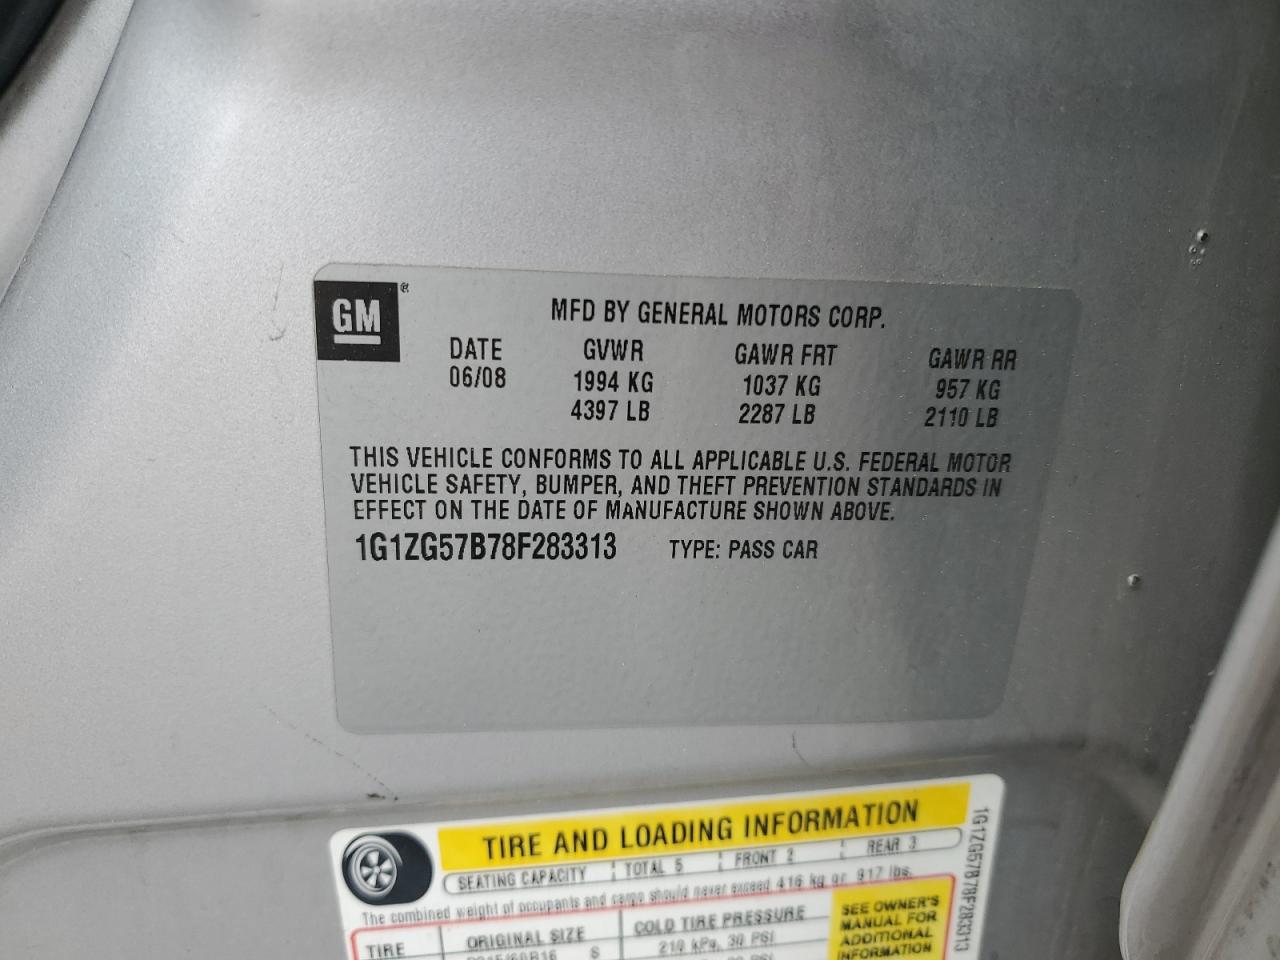 GM
MFD BY GENERAL MOTORS CORP.
DATE GVWR GAWR FRT GAWR RR
06/08 1994 KG 1037 KG 957 KG
4397 LB 2287 LB 2110 LB
THIS VEHICLE CONFORMS TO ALL APPLICABLE U.S. FEDERAL MOTOR
VEHICLE SAFETY, BUMPER, AND THEFT PREVENTION STANDARDS IN
EFFECT ON THE DATE OF MANUFACTURE SHOWN ABOVE.
1G1ZG57B78F283313 TYPE: PASS CAR
TIRE AND LOADING INFORMATION
SEATING CAPACITY TOTAL 5 FRONT 2 REAR 3
The combined weight of occupants and cargo should never exceed 416 kg or 917 lbs.
TIRE ORIGINAL SIZE COLD TIRE PRESSURE
S 210 kPa, 30 PSI
SEE OWNER'S
MANUAL FOR
ADDITIONAL
INFORMATION
1G1ZG57B78F283313